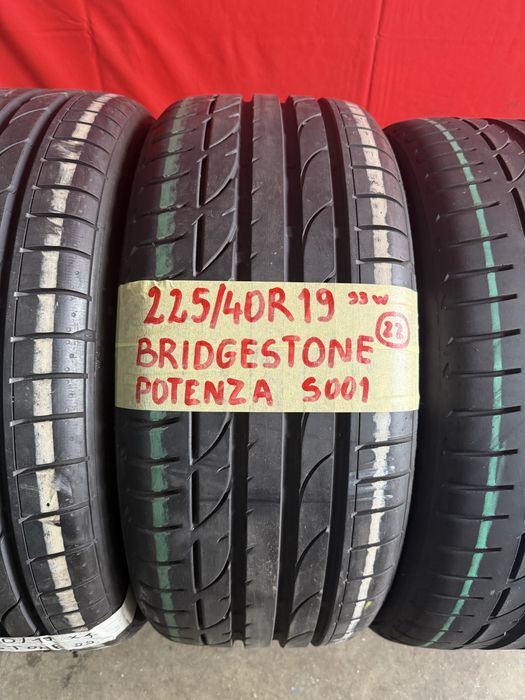 225/40R19 93W
BRIDGESTONE 22
POTENZA S001